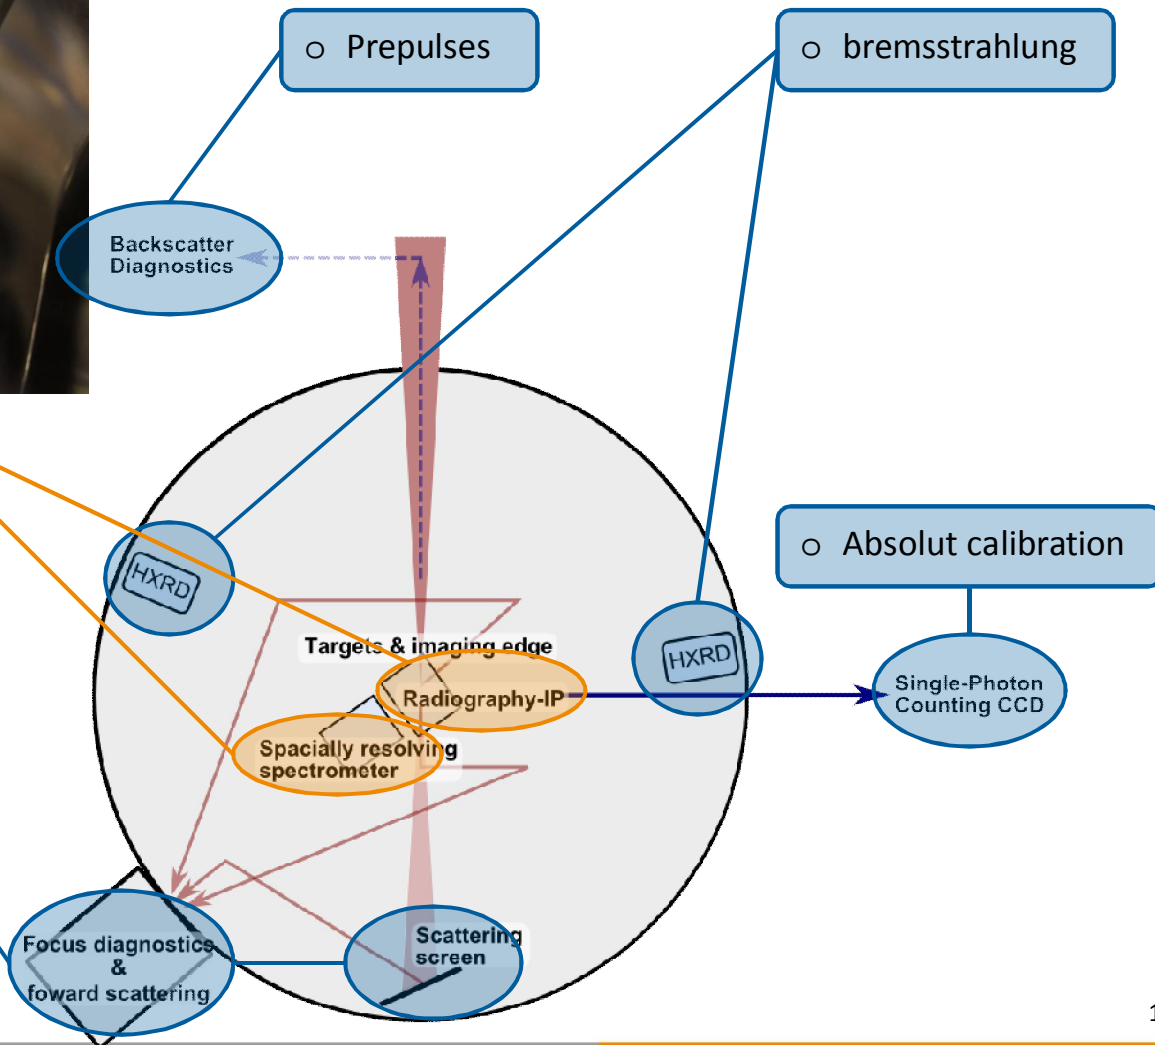 o Prepulses
o bremsstrahlung
Backscatter
Diagnostics
HXRD
o Absolut calibration
Targets & imaging edge
HXRD
Radiography-IP
Single-Photon
Counting CCD
Spacially resolving
spectrometer
Focus diagnostics
&
foward scattering
Scattering
screen
1